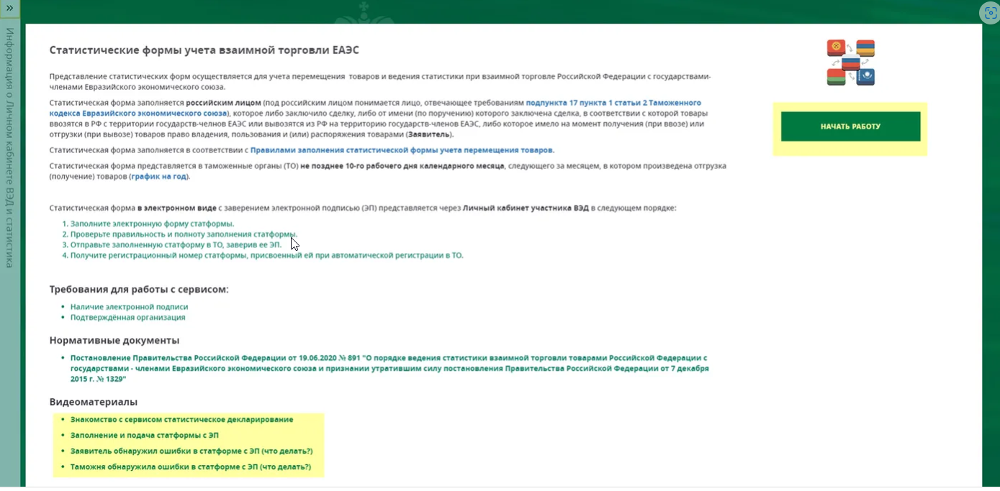 »
Информация о Личном кабинете ВЭД и статистика
Статистические формы учета взаимной торговли ЕАЭС
Представление статистических форм осуществляется для учета перемещения товаров и ведения статистики при взаимной торговле Российской Федерации с государствами-
членами Евразийского экономического союза.
Статистическая форма заполняется российским лицом (под российским лицом понимается лицо, отвечающее требованиям подпункта 17 пункта 1 статьи 2 Таможенного
кодекса Евразийского экономического союза), которое либо заключило сделку, либо от имени (по поручению) которого заключена сделка, в соответствии с которой товары
ввозятся в РФ с территории государств-челнов ЕАЭС или вывозятся из РФ на территорию государств-членов ЕАЭС, либо которое имело на момент получения (при ввозе) или
отгрузки (при вывозе) товаров право владения, пользования и (или) распоряжения товарами (Заявитель).
Статистическая форма заполняется в соответствии с Правилами заполнения статистической формы учета перемещения товаров.
Статистическая форма представляется в таможенные органы (ТО) не позднее 10-го рабочего дня календарного месяца, следующего за месяцем, в котором произведена отгрузка
(получение) товаров (график на год).
Статистическая форма в электронном виде с заверением электронной подписью (ЭП) представляется через Личный кабинет участника ВЭД в следующем порядке:
1. Заполните электронную форму статформы.
2. Проверьте правильность и полноту заполнения статформы.
3. Отправьте заполненную статформу в ТО, заверив ее ЭП.
4. Получите регистрационный номер статформы, присвоенный ей при автоматической регистрации в ТО.
Требования для работы с сервисом:
• Наличие электронной подписи
• Подтверждённая организация
Нормативные документы
• Постановление Правительства Российской Федерации от 19.06.2020 № 891 "О порядке ведения статистики взаимной торговли товарами Российской Федерации с
государствами - членами Евразийского экономического союза и признании утратившим силу постановления Правительства Российской Федерации от 7 декабря
2015 г. № 1329"
Видеоматериалы
• Знакомство с сервисом статистическое декларирование
• Заполнение и подача статформы с ЭП
• Заявитель обнаружил ошибки в статформе с ЭП (что делать?)
• Таможня обнаружила ошибки в статформе с ЭП (что делать?)
НАЧАТЬ РАБОТУ